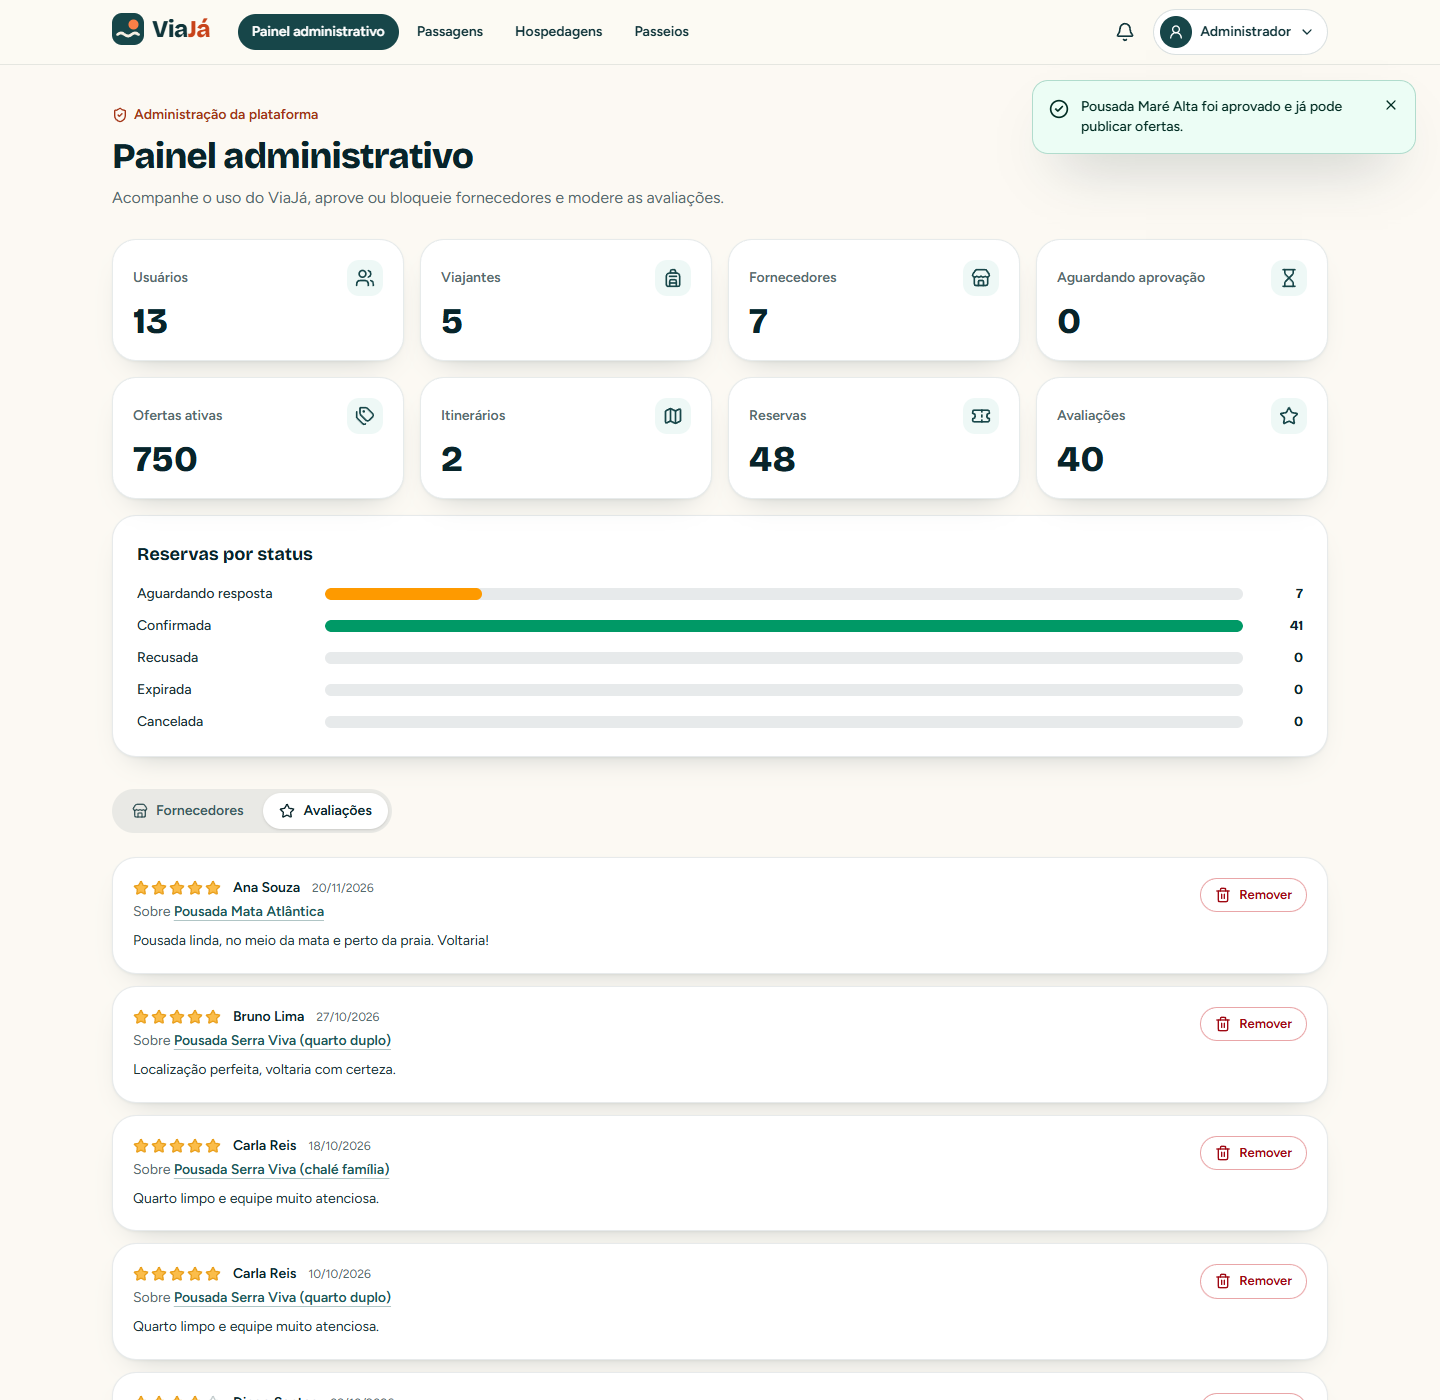 ViaJá
Painel administrativo
Passagens
Hospedagens
Passeios
Administrador
Pousada Maré Alta foi aprovado e já pode
publicar ofertas.
Administração da plataforma
Painel administrativo
Acompanhe o uso do ViaJá, aprove ou bloqueie fornecedores e modere as avaliações.
Usuários
13
Viajantes
5
Fornecedores
7
Aguardando aprovação
0
Ofertas ativas
750
Itinerários
2
Reservas
48
Avaliações
40
Reservas por status
Aguardando resposta 7
Confirmada 41
Recusada 0
Expirada 0
Cancelada 0
Fornecedores
Avaliações
Ana Souza 20/11/2026
Remover
Sobre Pousada Mata Atlântica
Pousada linda, no meio da mata e perto da praia. Voltaria!
Bruno Lima 27/10/2026
Remover
Sobre Pousada Serra Viva (quarto duplo)
Localização perfeita, voltaria com certeza.
Carla Reis 18/10/2026
Remover
Sobre Pousada Serra Viva (chalé família)
Quarto limpo e equipe muito atenciosa.
Carla Reis 10/10/2026
Remover
Sobre Pousada Serra Viva (quarto duplo)
Quarto limpo e equipe muito atenciosa.